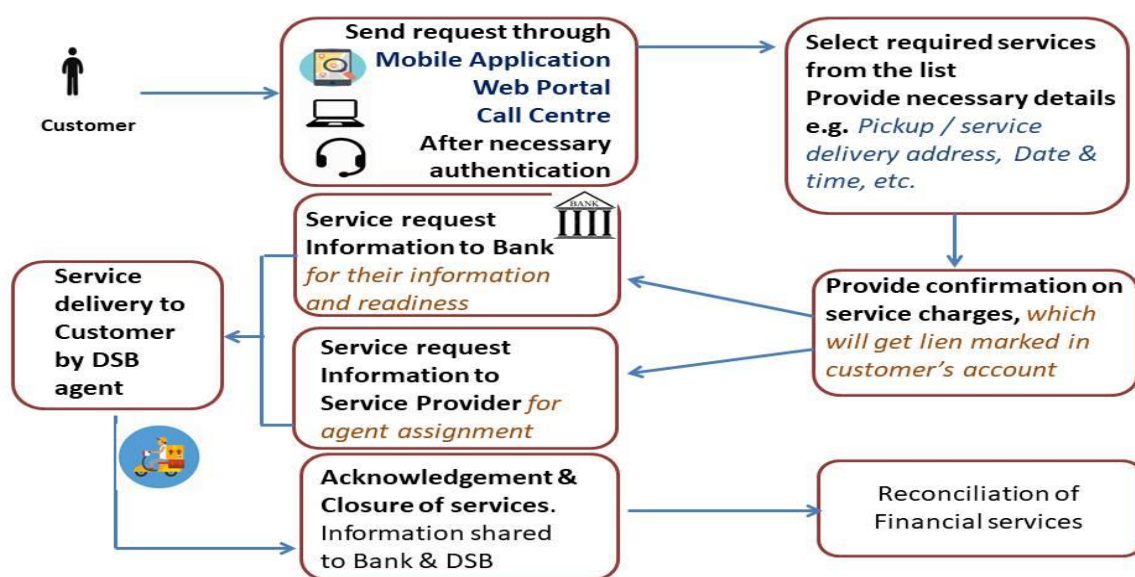 Customer
Send request through
Mobile Application
Web Portal
Call Centre
After necessary
authentication
Select required services
from the list
Provide necessary details
e.g. Pickup / service
delivery address, Date &
time, etc.
Provide confirmation on
service charges, which
will get lien marked in
customer’s account
BANK
Service request
Information to Bank
for their information
and readiness
Service request
Information to
Service Provider for
agent assignment
Service
delivery to
Customer
by DSB
agent
Acknowledgement &
Closure of services.
Information shared
to Bank & DSB
Reconciliation of
Financial services